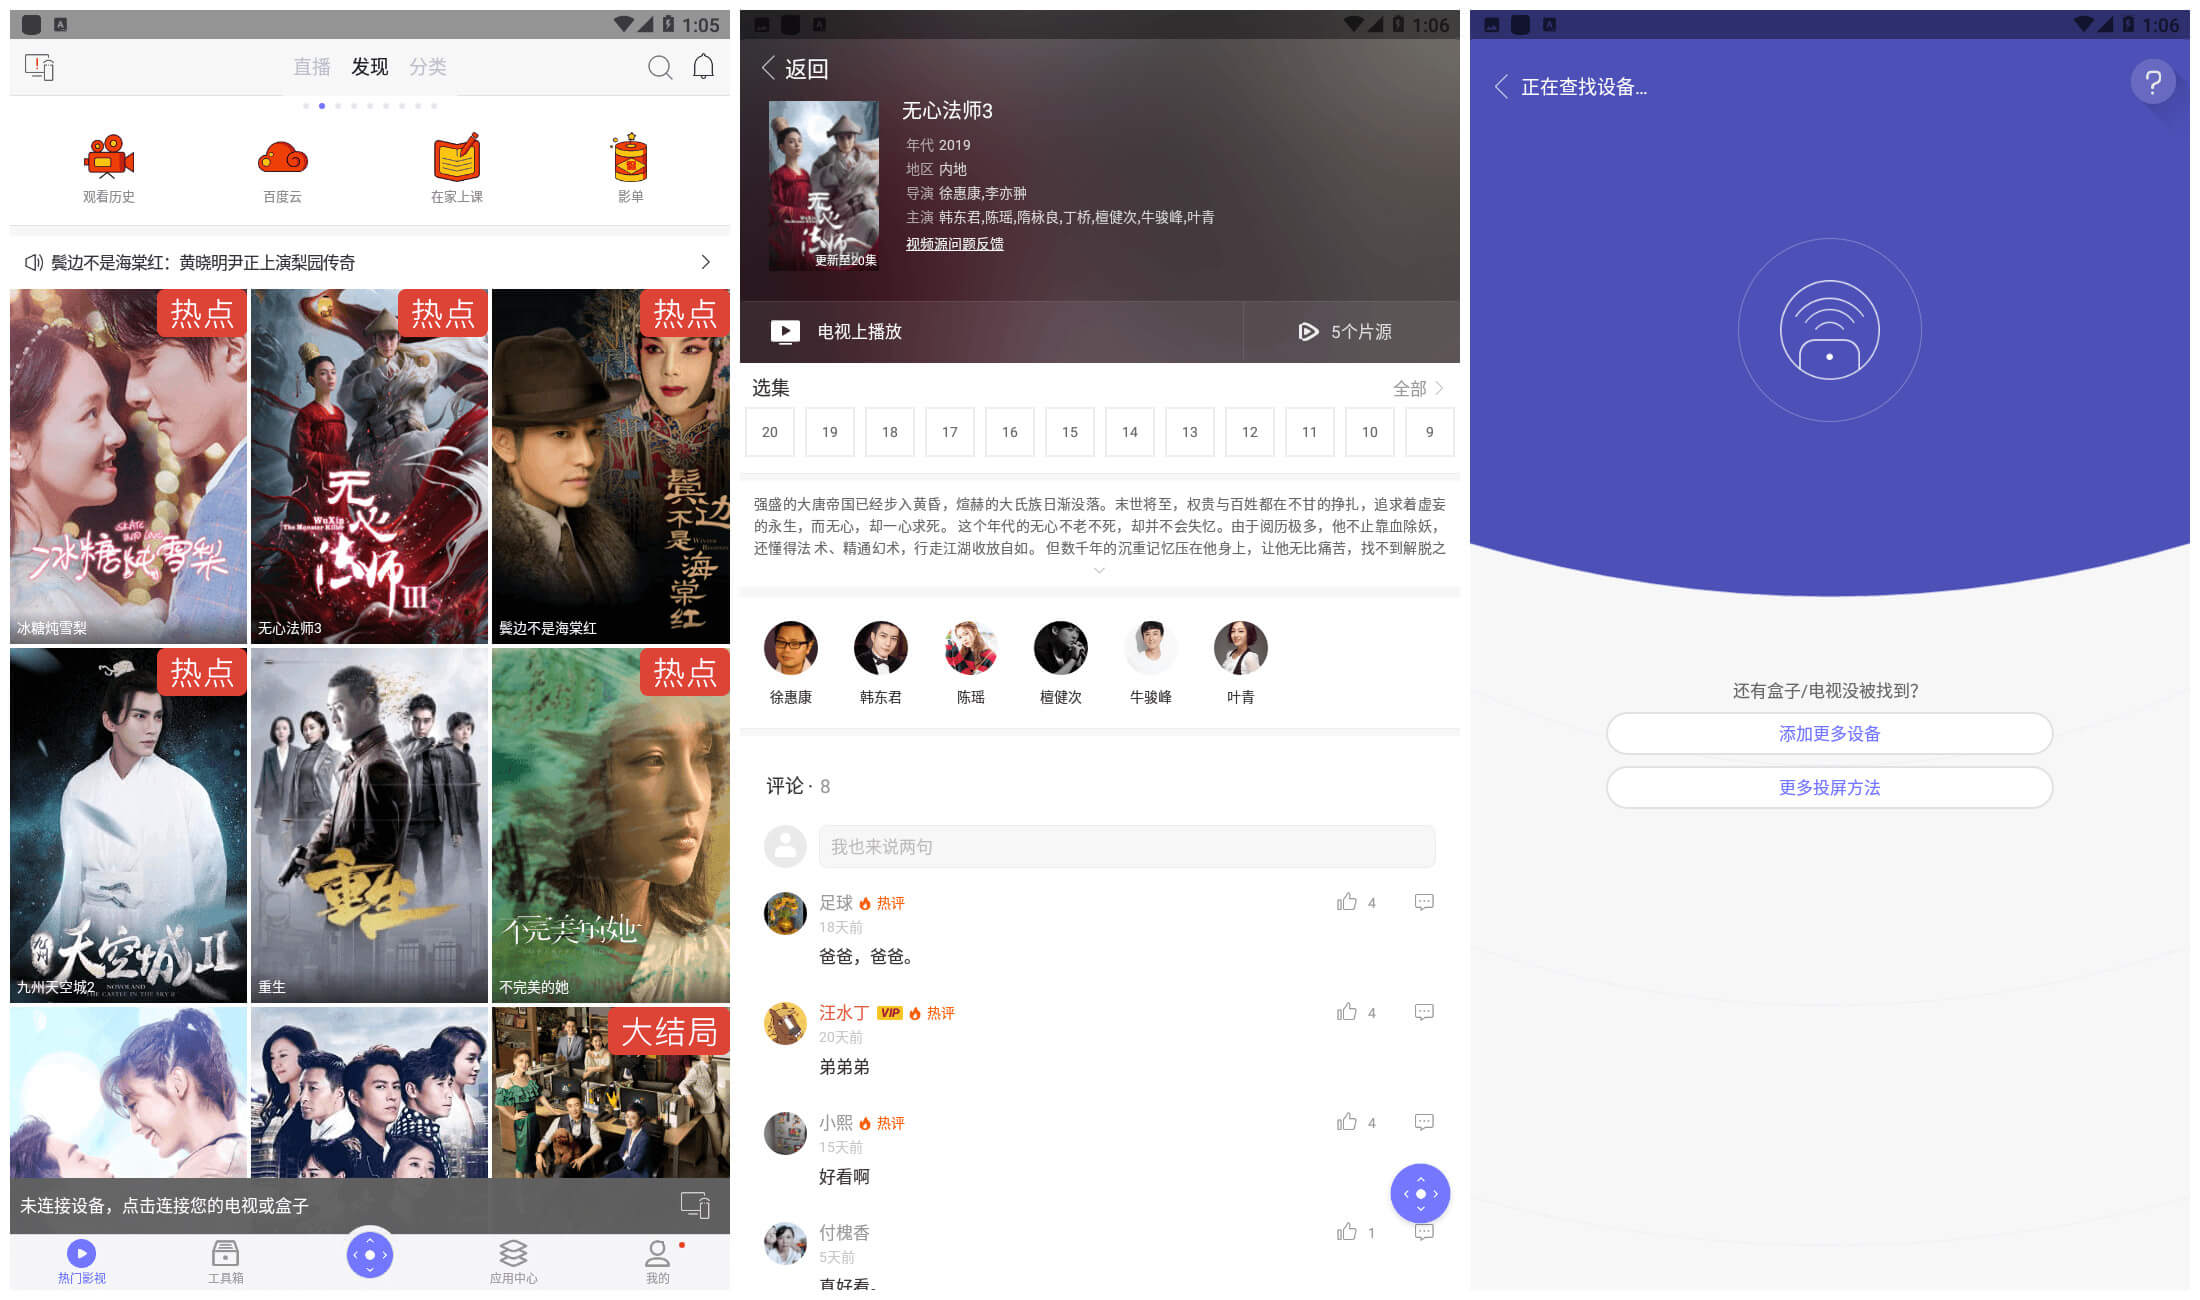 1:05
直播 发现 分类
观看历史 百度云 在家上课 影单
鬓边不是海棠红：黄晓明尹正上演梨园传奇
热点 热点 热点
SKATE
INTO LOVE
冰糖炖雪梨
无心法师III
WuXin
The Monster Killer
鬓边不是海棠红
WINTER BEGONIA
冰糖炖雪梨 无心法师3 鬓边不是海棠红
热点 热点
九州天空城II
NOVOLAND
THE CASTLE IN THE SKY II
重生
不完美的她
九州天空城2 重生 不完美的她
大结局
未连接设备，点击连接您的电视或盒子
热门影视 工具箱 应用中心 我的
1:06
返回
无心法师
更新至20集
无心法师3
年代 2019
地区 内地
导演 徐惠康,李亦翀
主演 韩东君,陈瑶,隋栐良,丁桥,檀健次,牛骏峰,叶青
视频源问题反馈
电视上播放 5个片源
选集 全部
20 19 18 17 16 15 14 13 12 11 10 9
强盛的大唐帝国已经步入黄昏，煊赫的大氏族日渐没落。末世将至，权贵与百姓都在不甘的挣扎，追求着虚妄
的永生，而无心，却一心求死。 这个年代的无心不老不死，却并不会失忆。由于阅历极多，他不止靠血除妖，
还懂得法 术、精通幻术，行走江湖收放自如。 但数千年的沉重记忆压在他身上，让他无比痛苦，找不到解脱之
徐惠康 韩东君 陈瑶 檀健次 牛骏峰 叶青
评论 · 8
我也来说两句
足球 热评 4
18天前
爸爸，爸爸。
汪水丁 VIP 热评 4
20天前
弟弟弟
小熙 热评 4
15天前
好看啊
付槐香 1
5天前
真好看。
1:06
正在查找设备...
?
还有盒子/电视没被找到?
添加更多设备
更多投屏方法